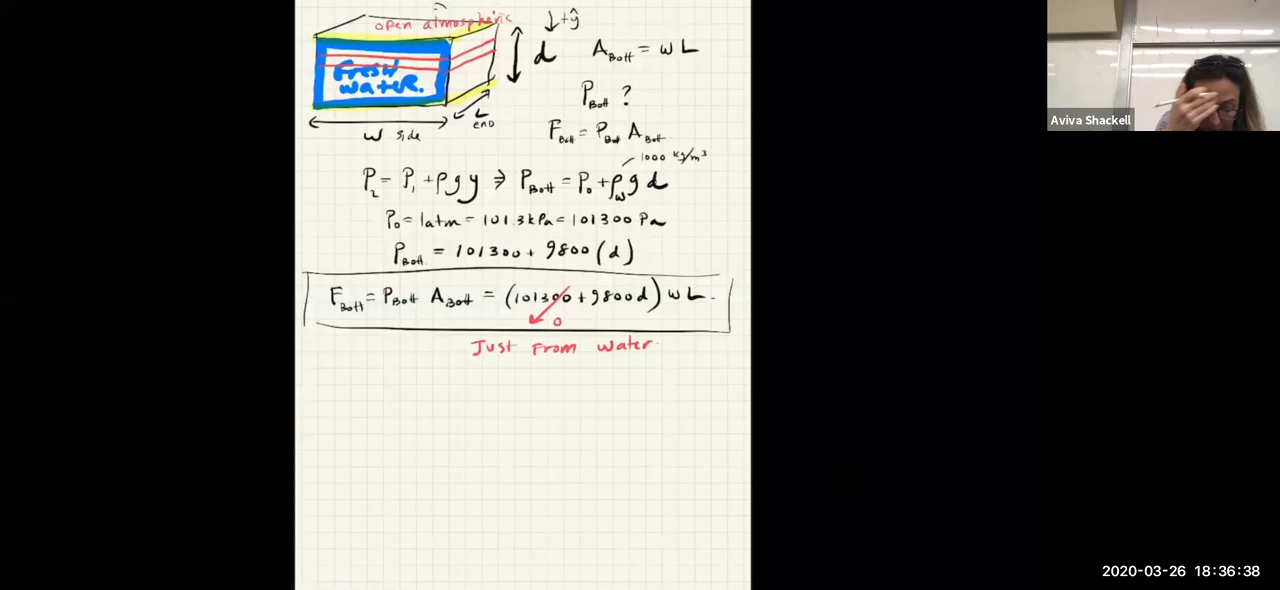 open atmospheric
↓+ŷ
Fresh
water.
d
A_Bott = w L
P_Bott ?
w side
L
END
F_Bott = P_Bott A_Bott
1000 kg/m³
P₂ = P₁ + ρgy ⇒ P_Bott = P₀ + ρ_w g d
P₀ = 1atm = 101.3kPa = 101300 Pa
P_Bott. = 101300 + 9800 (d)
F_Bott = P_Bott A_Bott = (101300 + 9800d) w L.
0
Just From water.
Aviva Shackell
2020-03-26 18:36:38